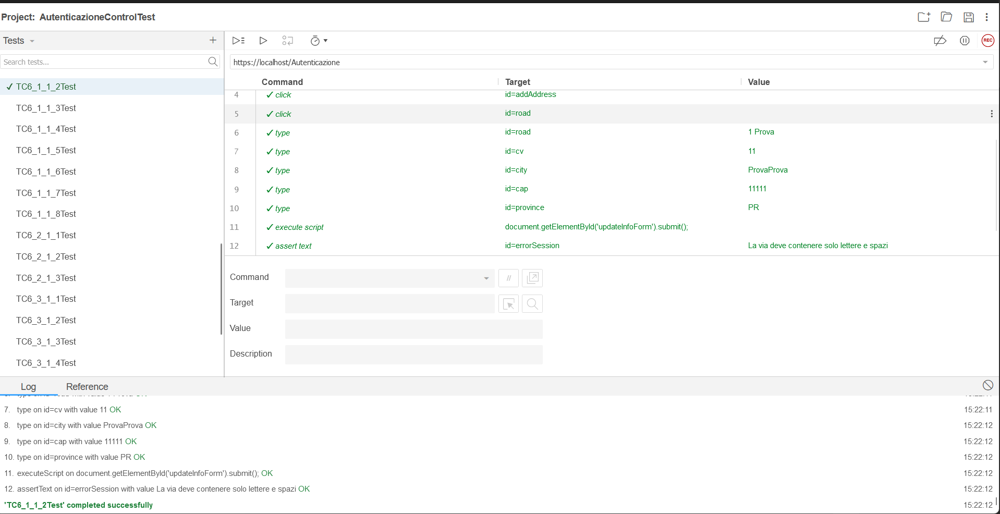 Project: AutenticazioneControlTest
Tests
REC
Search tests...
https://localhost/Autenticazione
Command Target Value
TC6_1_1_2Test
TC6_1_1_3Test
TC6_1_1_4Test
TC6_1_1_5Test
TC6_1_1_6Test
TC6_1_1_7Test
TC6_1_1_8Test
TC6_2_1_1Test
TC6_2_1_2Test
TC6_2_1_3Test
TC6_3_1_1Test
TC6_3_1_2Test
TC6_3_1_3Test
TC6_3_1_4Test
4 click id=addAddress
5 click id=road
6 type id=road 1 Prova
7 type id=cv 11
8 type id=city ProvaProva
9 type id=cap 11111
10 type id=province PR
11 execute script document.getElementById('updateInfoForm').submit();
12 assert text id=errorSession La via deve contenere solo lettere e spazi
Command //
Target
Value
Description
Log Reference
7. type on id=cv with value 11 OK 15:22:11
8. type on id=city with value ProvaProva OK 15:22:12
9. type on id=cap with value 11111 OK 15:22:12
10. type on id=province with value PR OK 15:22:12
11. executeScript on document.getElementById('updateInfoForm').submit(); OK 15:22:12
12. assertText on id=errorSession with value La via deve contenere solo lettere e spazi OK 15:22:12
'TC6_1_1_2Test' completed successfully 15:22:12